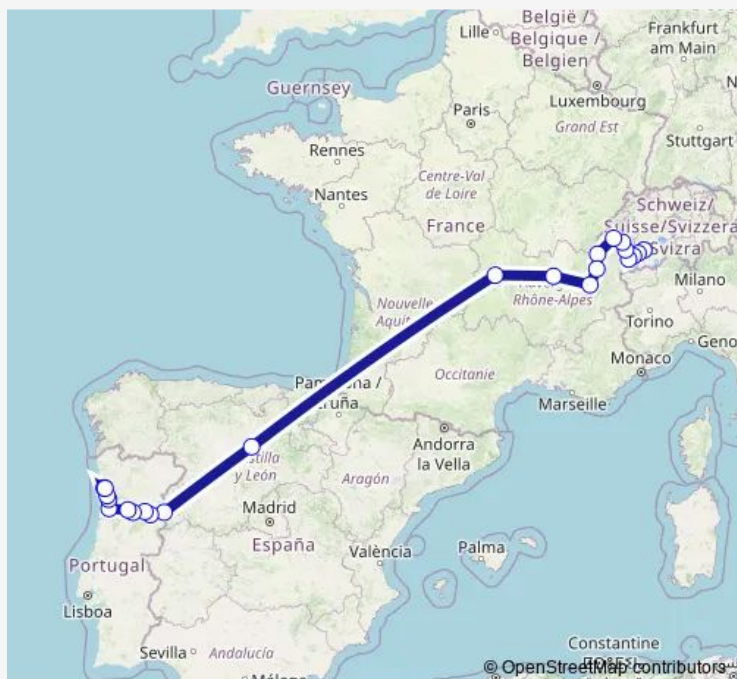 België /
Belgique /
Belgien
Lille
Frankfurt
am Main
Guernsey
Luxembourg
Paris
Grand Est
Stuttgart
Rennes
Centre-Val
de Loire
Nantes
France
Schweiz/
Suisse/Svizzera
Svizra
Nouvelle
Rhône-Alpes
Milano
Torino
Monaco
Occitanie
Marseille
Andorra
la Vella
y León
Aragón
Madrid
España
València
Palma
Portugal
Lisboa
Sevilla
Andalucía
Constantine
© OpenStreetMap contributors